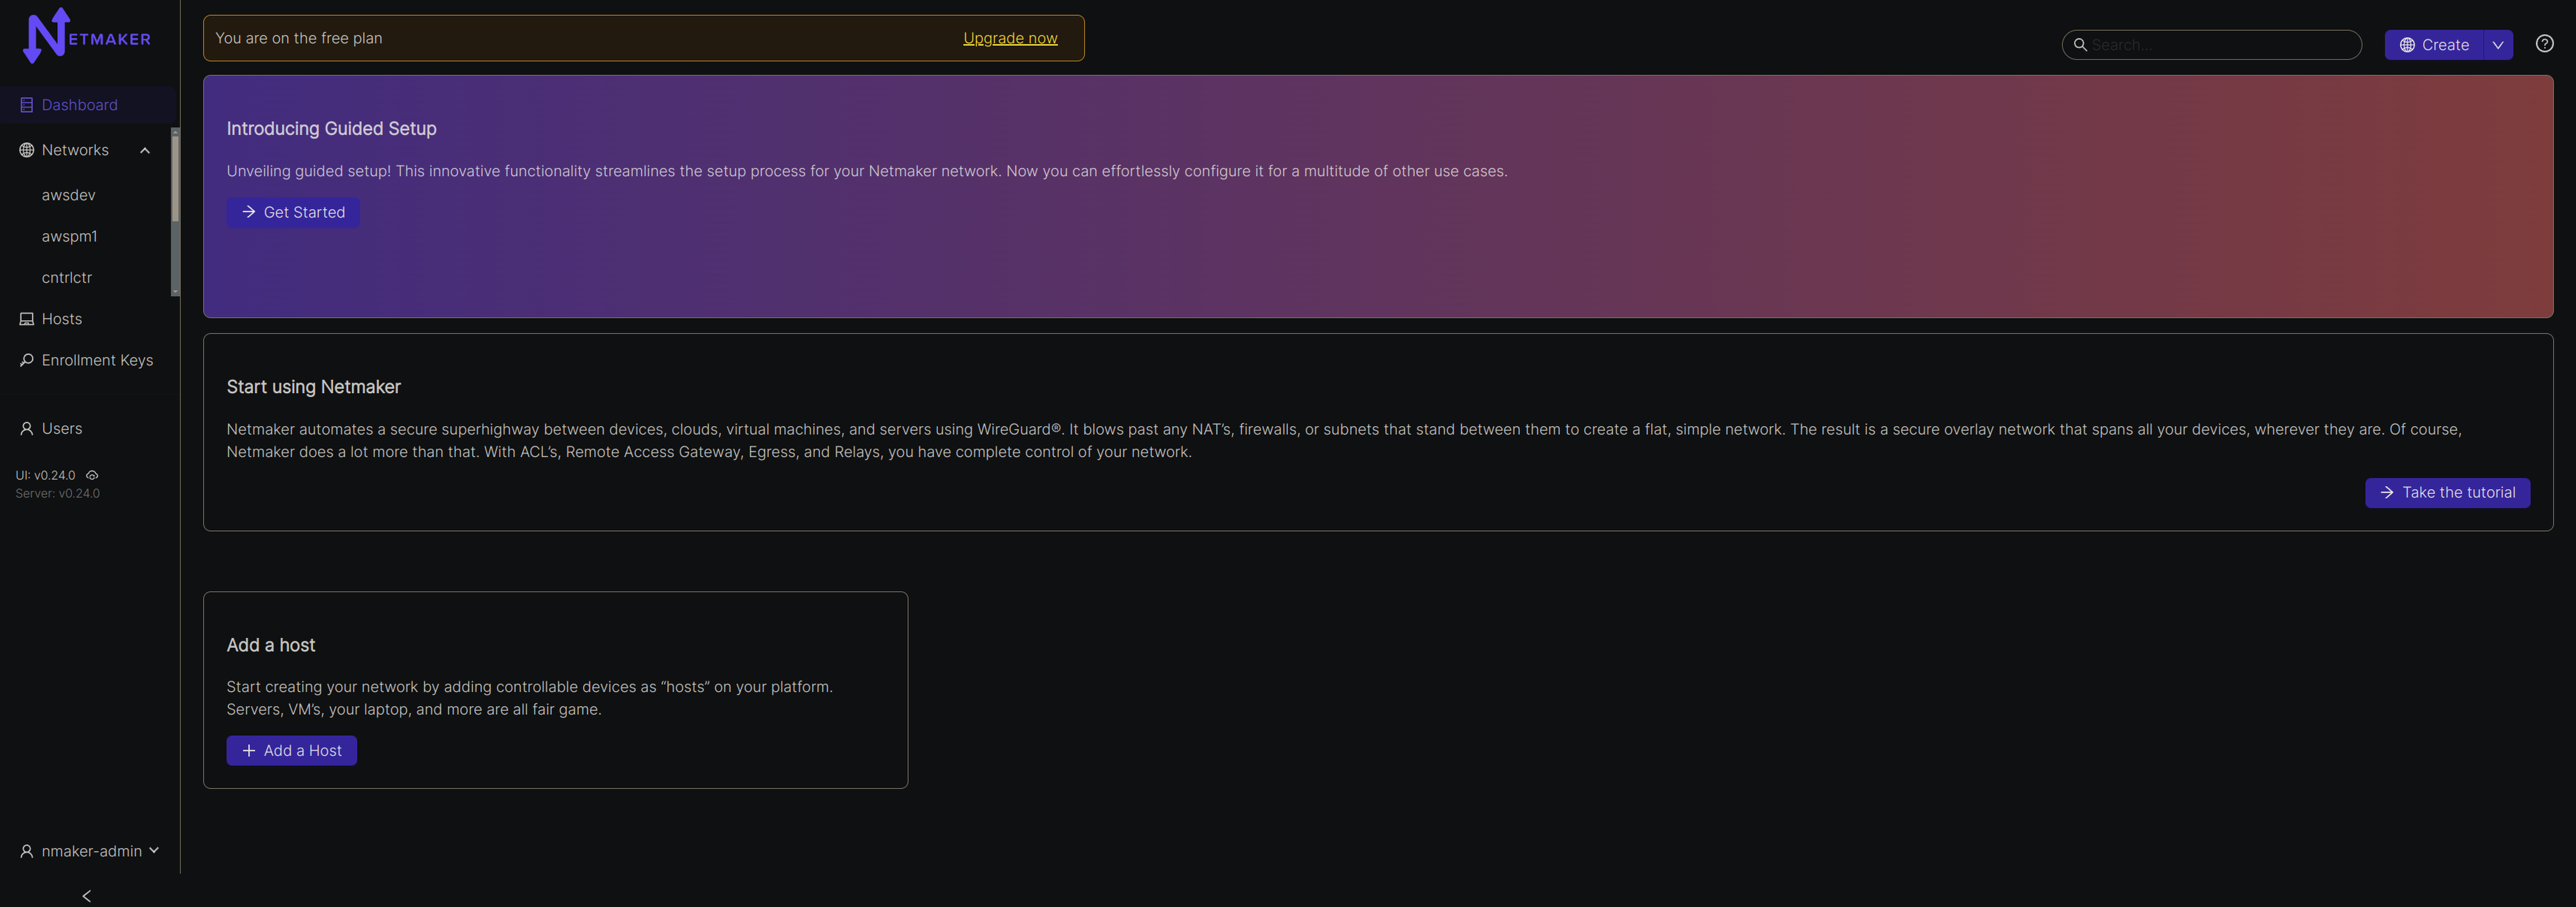 NETMAKER
You are on the free plan
Upgrade now
Search...
Create
Dashboard
Networks
awsdev
awspm1
cntrlctr
Hosts
Enrollment Keys
Users
UI: v0.24.0
Server: v0.24.0
nmaker-admin
Introducing Guided Setup
Unveiling guided setup! This innovative functionality streamlines the setup process for your Netmaker network. Now you can effortlessly configure it for a multitude of other use cases.
Get Started
Start using Netmaker
Netmaker automates a secure superhighway between devices, clouds, virtual machines, and servers using WireGuard®. It blows past any NAT’s, firewalls, or subnets that stand between them to create a flat, simple network. The result is a secure overlay network that spans all your devices, wherever they are. Of course,
Netmaker does a lot more than that. With ACL’s, Remote Access Gateway, Egress, and Relays, you have complete control of your network.
Take the tutorial
Add a host
Start creating your network by adding controllable devices as “hosts” on your platform.
Servers, VM’s, your laptop, and more are all fair game.
Add a Host